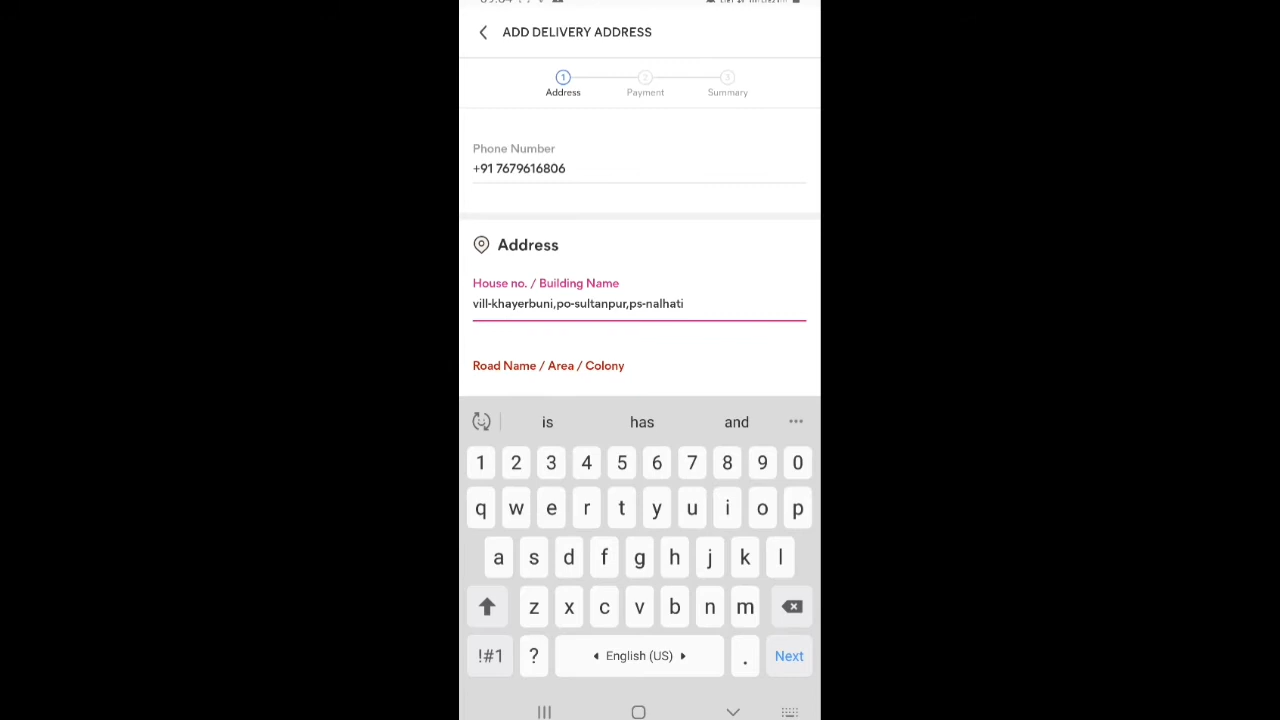 ADD DELIVERY ADDRESS
1 2 3
Address Payment Summary
Phone Number
+91 7679616806
Address
House no. / Building Name
vill-khayerbuni,po-sultanpur,ps-nalhati
Road Name / Area / Colony
is has and
1 2 3 4 5 6 7 8 9 0
q w e r t y u i o p
a s d f g h j k l
z x c v b n m
!#1 ? English (US) . Next